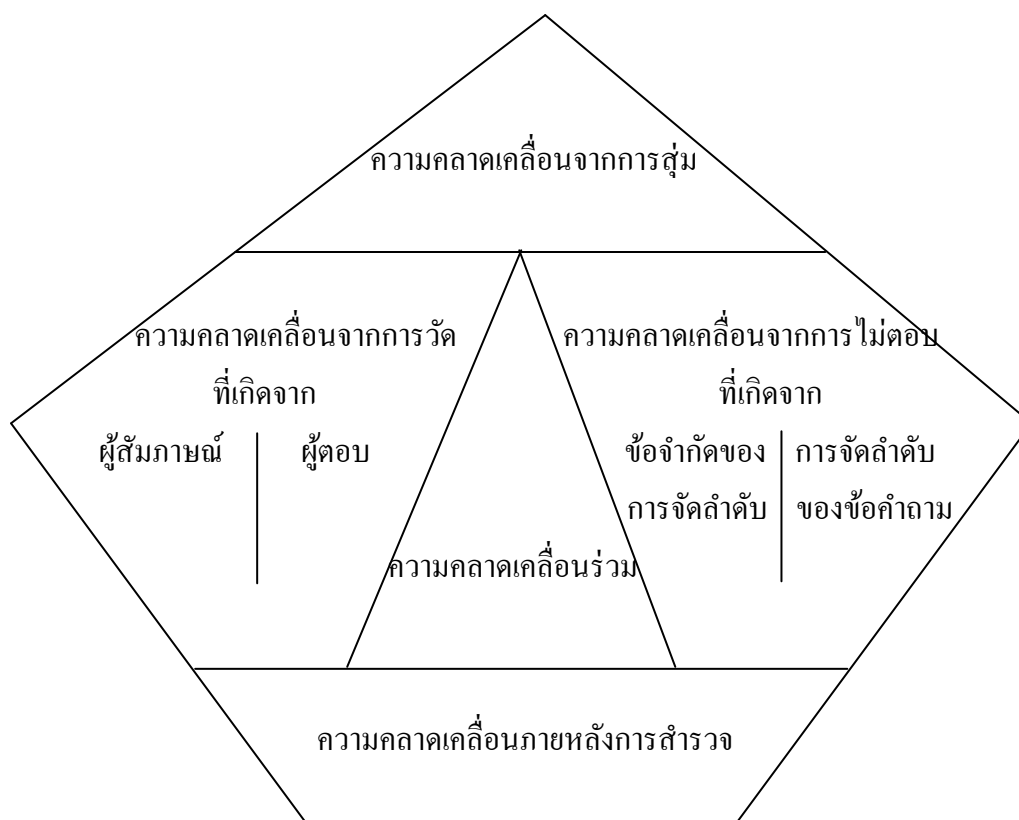 ความคลาดเคลื่อนจากการสุ่ม
ความคลาดเคลื่อนจากการวัด
ที่เกิดจาก
ผู้สัมภาษณ์
ผู้ตอบ
ความคลาดเคลื่อนร่วม
ความคลาดเคลื่อนจากการไม่ตอบ
ที่เกิดจาก
ข้อจำกัดของ
การจัดลำดับ
การจัดลำดับ
ของข้อคำถาม
ความคลาดเคลื่อนภายหลังการสำรวจ